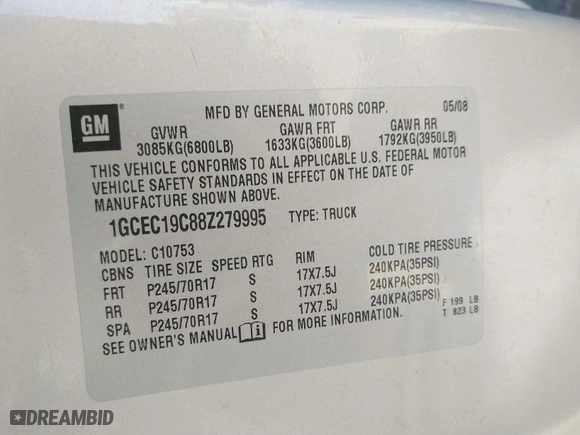 GM
MFD BY GENERAL MOTORS CORP. 05/08
GVWR GAWR FRT GAWR RR
3085KG(6800LB) 1633KG(3600LB) 1792KG(3950LB)
THIS VEHICLE CONFORMS TO ALL APPLICABLE U.S. FEDERAL MOTOR
VEHICLE SAFETY STANDARDS IN EFFECT ON THE DATE OF
MANUFACTURE SHOWN ABOVE.
1GCEC19C88Z279995 TYPE: TRUCK
MODEL: C10753
CBNS TIRE SIZE SPEED RTG RIM COLD TIRE PRESSURE
FRT P245/70R17 S 17X7.5J 240KPA(35PSI)
RR P245/70R17 S 17X7.5J 240KPA(35PSI)
SPA P245/70R17 S 17X7.5J 240KPA(35PSI)
SEE OWNER'S MANUAL FOR MORE INFORMATION.
F 199 LB
T 823 LB
DREAMBID